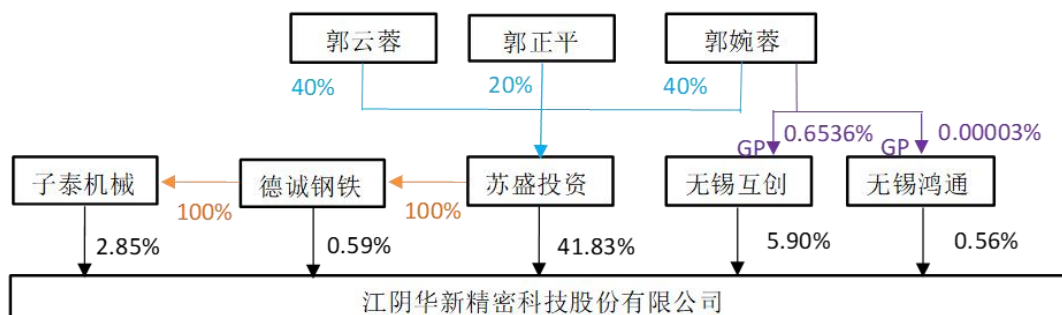 郭云蓉
郭正平
郭婉蓉
40%
20%
40%
0.6536%
0.00003%
GP
GP
子泰机械
德诚钢铁
苏盛投资
无锡互创
无锡鸿通
100%
100%
2.85%
0.59%
41.83%
5.90%
0.56%
江阴华新精密科技股份有限公司